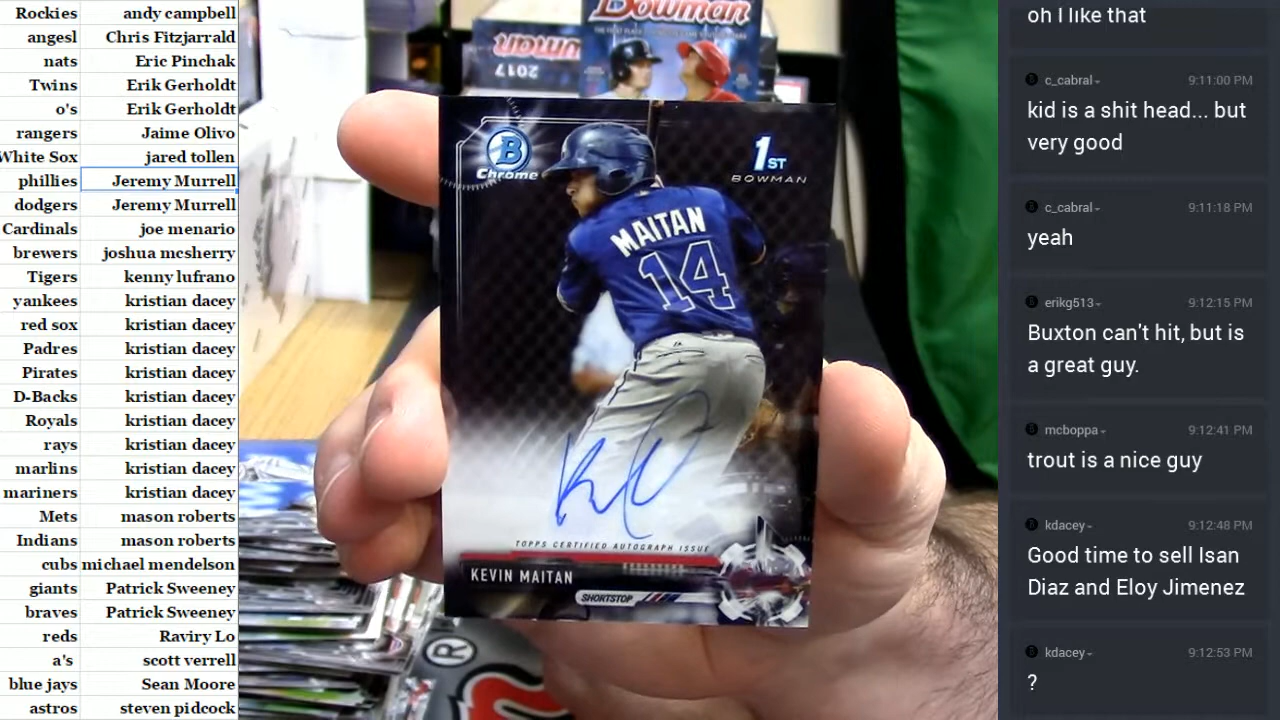 Rockies andy campbell
angesl Chris Fitzjarrald
nats Eric Pinchak
Twins Erik Gerholdt
o's Erik Gerholdt
rangers Jaime Olivo
White Sox jared tollen
phillies Jeremy Murrell
dodgers Jeremy Murrell
Cardinals joe menario
brewers joshua mcsherry
Tigers kenny lufrano
yankees kristian dacey
red sox kristian dacey
Padres kristian dacey
Pirates kristian dacey
D-Backs kristian dacey
Royals kristian dacey
rays kristian dacey
marlins kristian dacey
mariners kristian dacey
Mets mason roberts
Indians mason roberts
cubs michael mendelson
giants Patrick Sweeney
braves Patrick Sweeney
reds Raviry Lo
a's scott verrell
blue jays Sean Moore
astros steven pidcock
Bowman
2017
B
Chrome
1ST
BOWMAN
MAITAN
14
TOPPS CERTIFIED AUTOGRAPH ISSUE
KEVIN MAITAN
SHORTSTOP
®
oh I like that
c_cabral 9:11:00 PM
kid is a shit head... but
very good
c_cabral 9:11:18 PM
yeah
erikg513 9:12:15 PM
Buxton can't hit, but is
a great guy.
mcboppa 9:12:41 PM
trout is a nice guy
kdacey 9:12:48 PM
Good time to sell Isan
Diaz and Eloy Jimenez
kdacey 9:12:53 PM
?